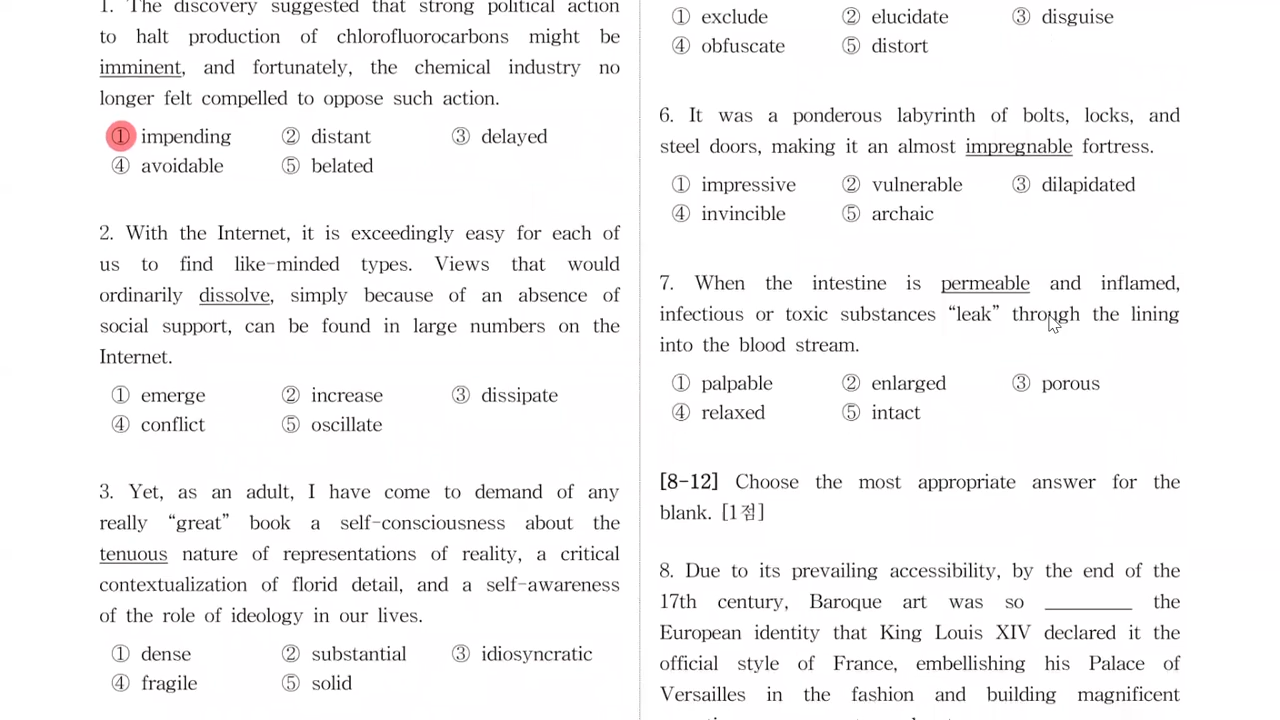 1. The discovery suggested that strong political action
to halt production of chlorofluorocarbons might be
imminent, and fortunately, the chemical industry no
longer felt compelled to oppose such action.
① impending ② distant ③ delayed
④ avoidable ⑤ belated
2. With the Internet, it is exceedingly easy for each of
us to find like-minded types. Views that would
ordinarily dissolve, simply because of an absence of
social support, can be found in large numbers on the
Internet.
① emerge ② increase ③ dissipate
④ conflict ⑤ oscillate
3. Yet, as an adult, I have come to demand of any
really “great” book a self-consciousness about the
tenuous nature of representations of reality, a critical
contextualization of florid detail, and a self-awareness
of the role of ideology in our lives.
① dense ② substantial ③ idiosyncratic
④ fragile ⑤ solid
① exclude ② elucidate ③ disguise
④ obfuscate ⑤ distort
6. It was a ponderous labyrinth of bolts, locks, and
steel doors, making it an almost impregnable fortress.
① impressive ② vulnerable ③ dilapidated
④ invincible ⑤ archaic
7. When the intestine is permeable and inflamed,
infectious or toxic substances “leak” through the lining
into the blood stream.
① palpable ② enlarged ③ porous
④ relaxed ⑤ intact
[8-12] Choose the most appropriate answer for the
blank. [1점]
8. Due to its prevailing accessibility, by the end of the
17th century, Baroque art was so ________ the
European identity that King Louis XIV declared it the
official style of France, embellishing his Palace of
Versailles in the fashion and building magnificent